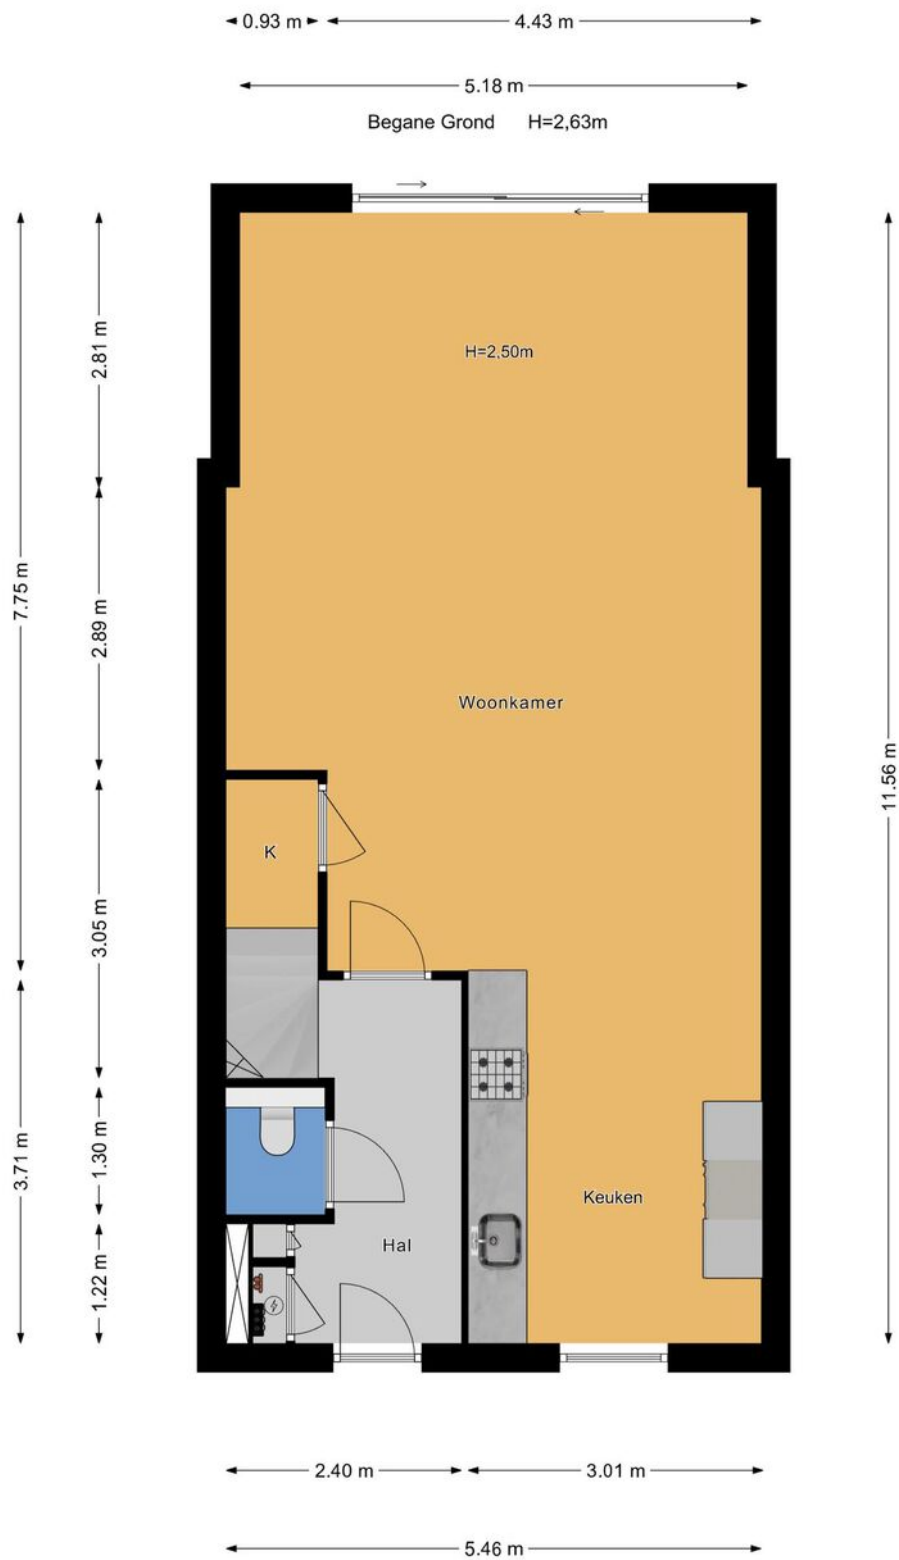 0.93 m 4.43 m
5.18 m
Begane Grond H=2,63m
2.81 m
H=2,50m
7.75 m
2.89 m
Woonkamer
11.56 m
K
3.05 m
3.71 m
1.30 m
Keuken
Hal
1.22 m
2.40 m 3.01 m
5.46 m